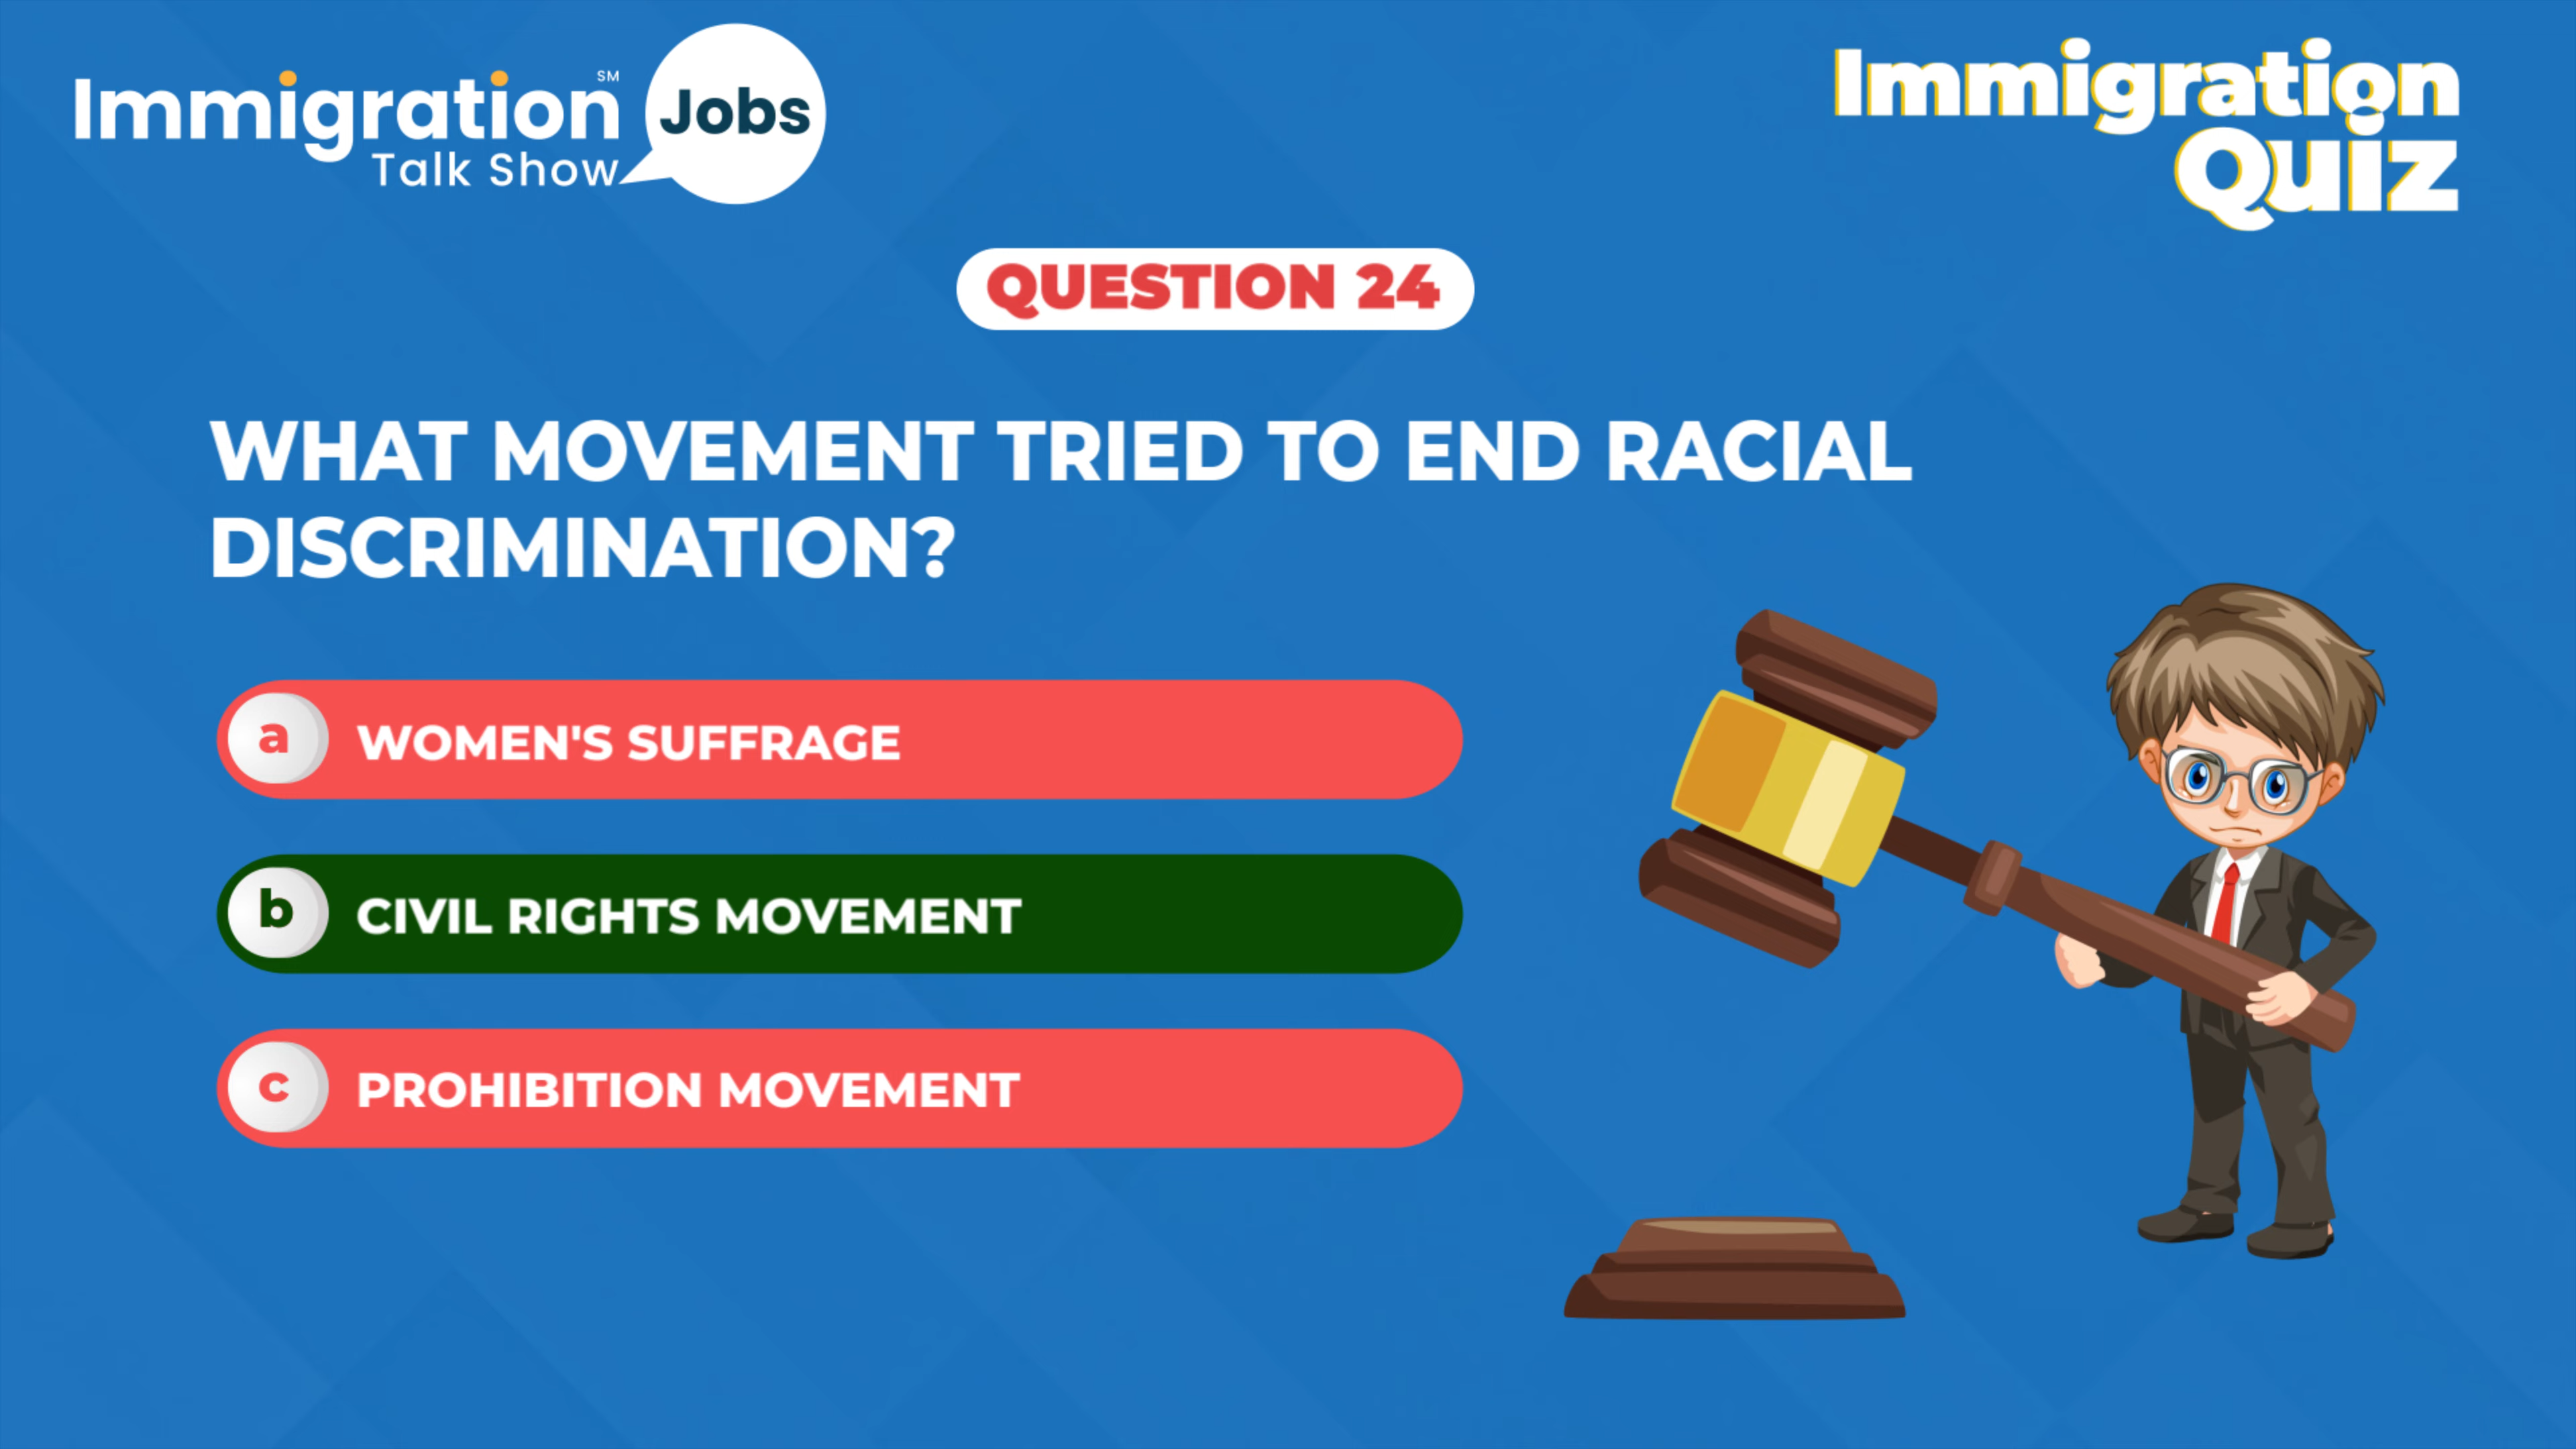 Immigration SM
Talk Show
Jobs
Immigration
Quiz
QUESTION 24
WHAT MOVEMENT TRIED TO END RACIAL
DISCRIMINATION?
a WOMEN'S SUFFRAGE
b CIVIL RIGHTS MOVEMENT
c PROHIBITION MOVEMENT